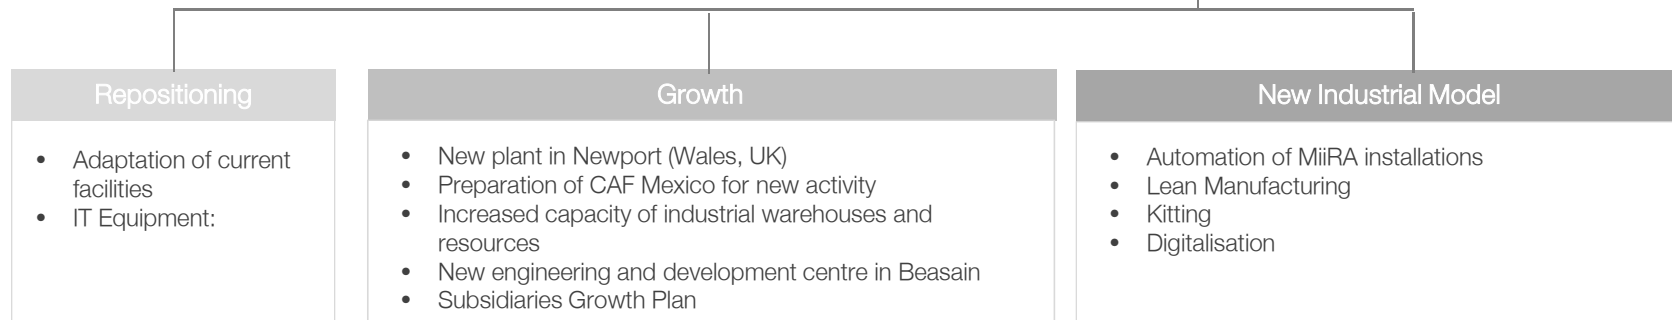 Repositioning
• Adaptation of current
facilities
• IT Equipment:
Growth
• New plant in Newport (Wales, UK)
• Preparation of CAF Mexico for new activity
• Increased capacity of industrial warehouses and
resources
• New engineering and development centre in Beasain
• Subsidiaries Growth Plan
New Industrial Model
• Automation of MiiRA installations
• Lean Manufacturing
• Kitting
• Digitalisation